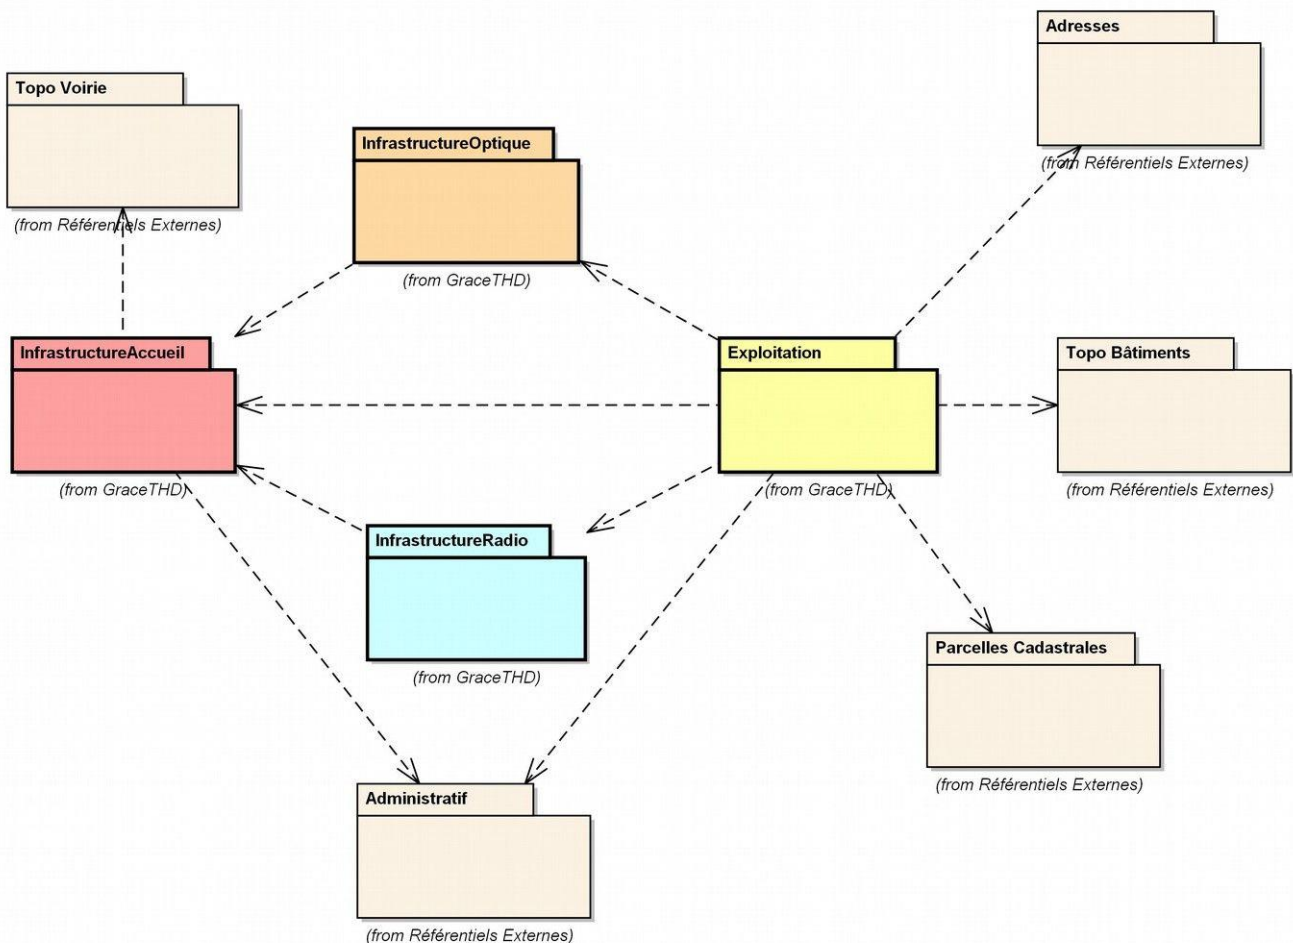 Adresses
(from Référentiels Externes)
Topo Voirie
(from Référentiels Externes)
InfrastructureOptique
(from GraceTHD)
InfrastructureAccueil
(from GraceTHD)
Exploitation
(from GraceTHD)
Topo Bâtiments
(from Référentiels Externes)
InfrastructureRadio
(from GraceTHD)
Parcelles Cadastrales
(from Référentiels Externes)
Administratif
(from Référentiels Externes)